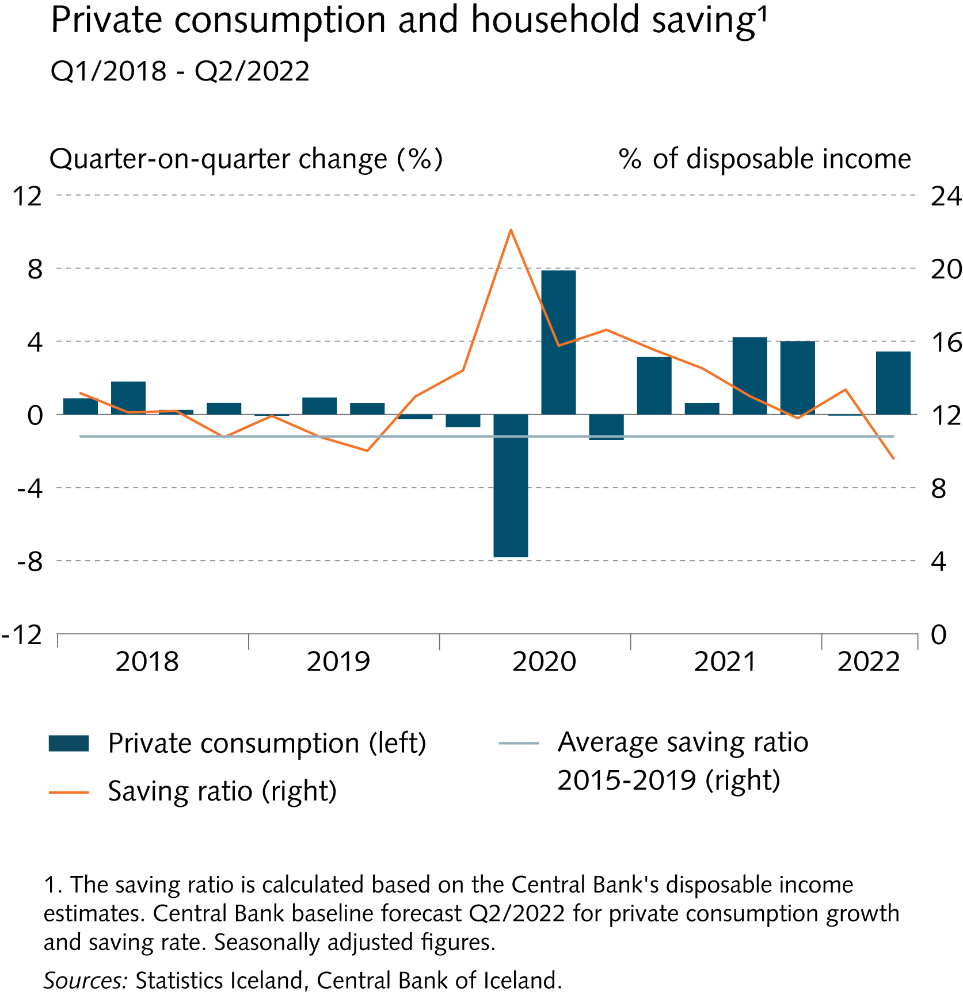 Private consumption and household saving¹
Q1/2018 - Q2/2022
Quarter-on-quarter change (%)
% of disposable income
12
24
8
20
4
16
0
12
-4
8
-8
4
-12
0
2018
2019
2020
2021
2022
Private consumption (left)
Saving ratio (right)
Average saving ratio
2015-2019 (right)
1. The saving ratio is calculated based on the Central Bank's disposable income
estimates. Central Bank baseline forecast Q2/2022 for private consumption growth
and saving rate. Seasonally adjusted figures.
Sources: Statistics Iceland, Central Bank of Iceland.